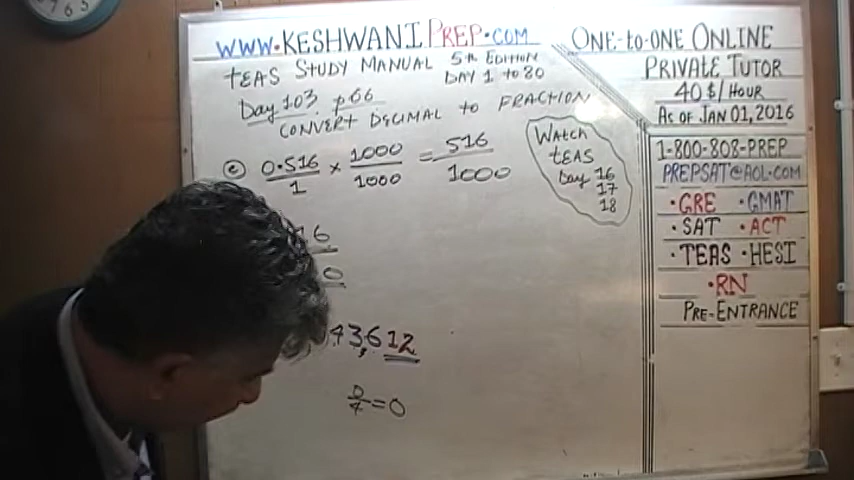 www.KESHWANIPREP.COM
TEAS STUDY MANUAL 5TH EDITION
DAY 1 TO 80
Day 103. p66
CONVERT DECIMAL to FRACTION
c 0.516/1 × 1000/1000 = 516/1000
16
0
43,612
0/4 = 0
Watch
tEAS
Day 16
17
18
ONE-to-ONE ONLINE
PRIVATE TUTOR
40$/HOUR
AS OF JAN 01,2016
1-800-808-PREP
PREPSAT@AOL.COM
•GRE •GMAT
•SAT •ACT
•TEAS •HESI
•RN
PRE-ENTRANCE